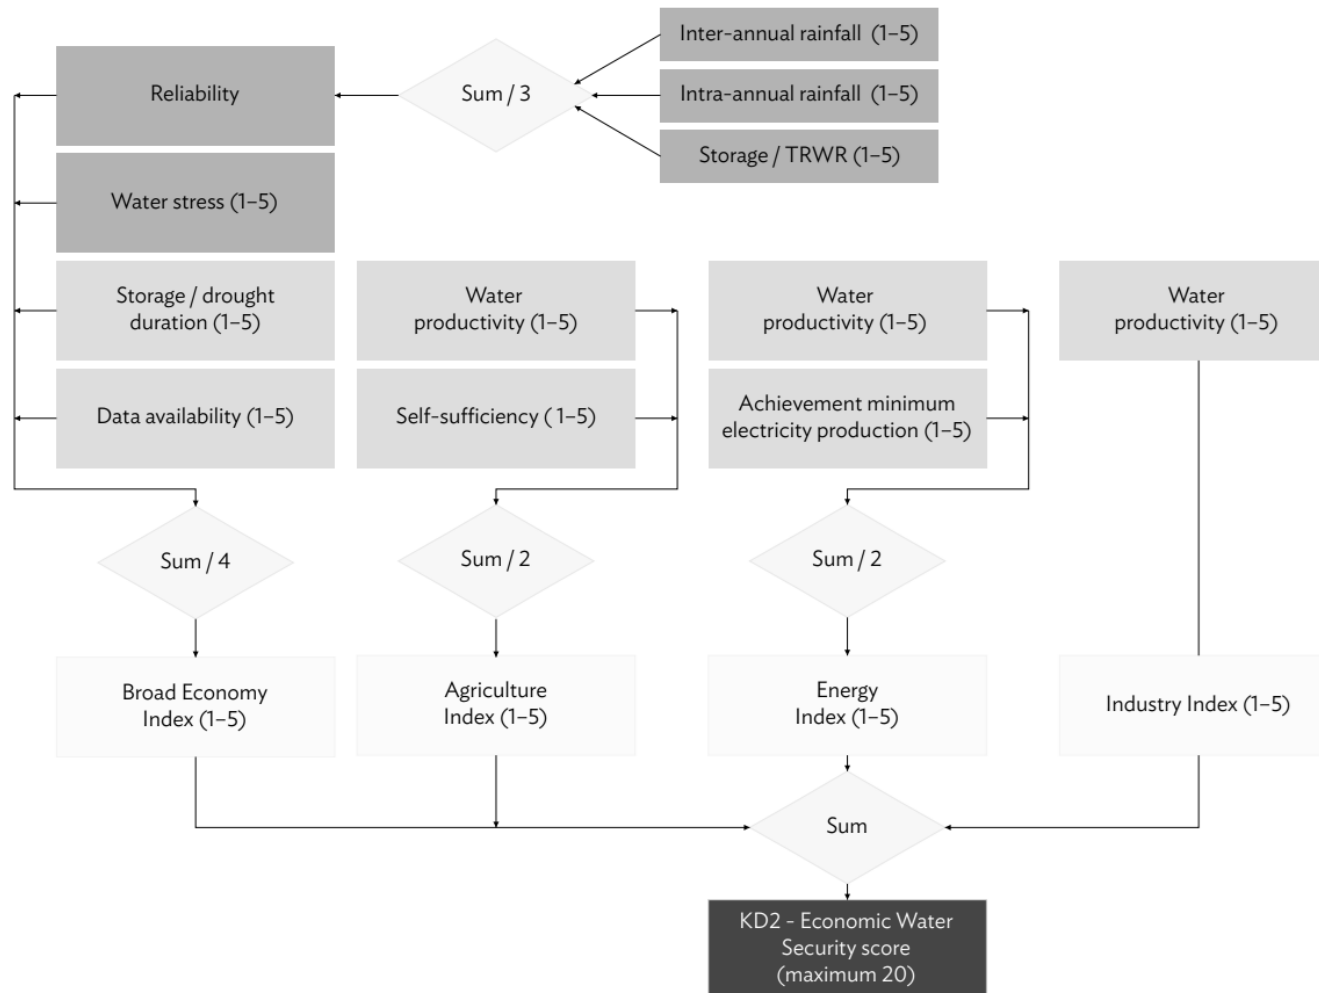 Inter-annual rainfall (1–5)
Reliability
Sum / 3
Intra-annual rainfall (1–5)
Storage / TRWR (1–5)
Water stress (1–5)
Storage / drought
duration (1–5)
Water
productivity (1–5)
Water
productivity (1–5)
Water
productivity (1–5)
Data availability (1–5)
Self-sufficiency ( 1–5)
Achievement minimum
electricity production (1–5)
Sum / 4
Sum / 2
Sum / 2
Broad Economy
Index (1–5)
Agriculture
Index (1–5)
Energy
Index (1–5)
Industry Index (1–5)
Sum
KD2 - Economic Water
Security score
(maximum 20)